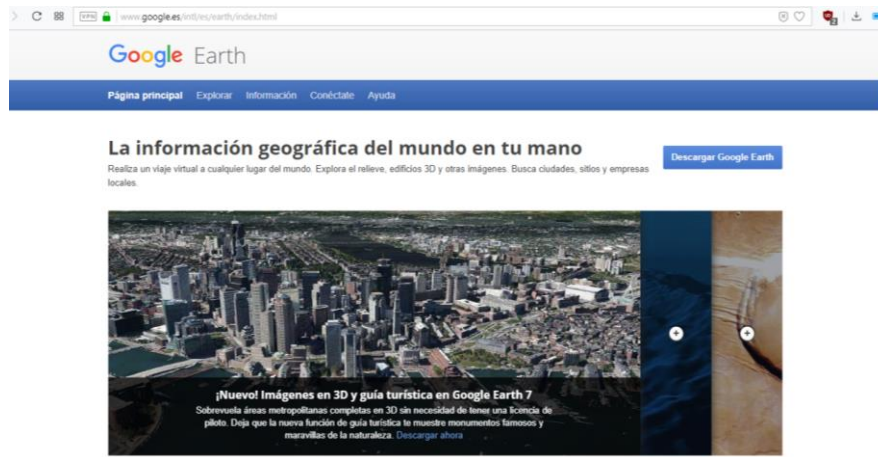 VPN www.google.es/intl/es/earth/index.html
2
Google Earth
Página principal Explorar Información Conéctate Ayuda
La información geográfica del mundo en tu mano
Descargar Google Earth
Realiza un viaje virtual a cualquier lugar del mundo. Explora el relieve, edificios 3D y otras imágenes. Busca ciudades, sitios y empresas
locales.
¡Nuevo! Imágenes en 3D y guía turística en Google Earth 7
Sobrevuela áreas metropolitanas completas en 3D sin necesidad de tener una licencia de
piloto. Deja que la nueva función de guía turística te muestre monumentos famosos y
maravillas de la naturaleza. Descargar ahora